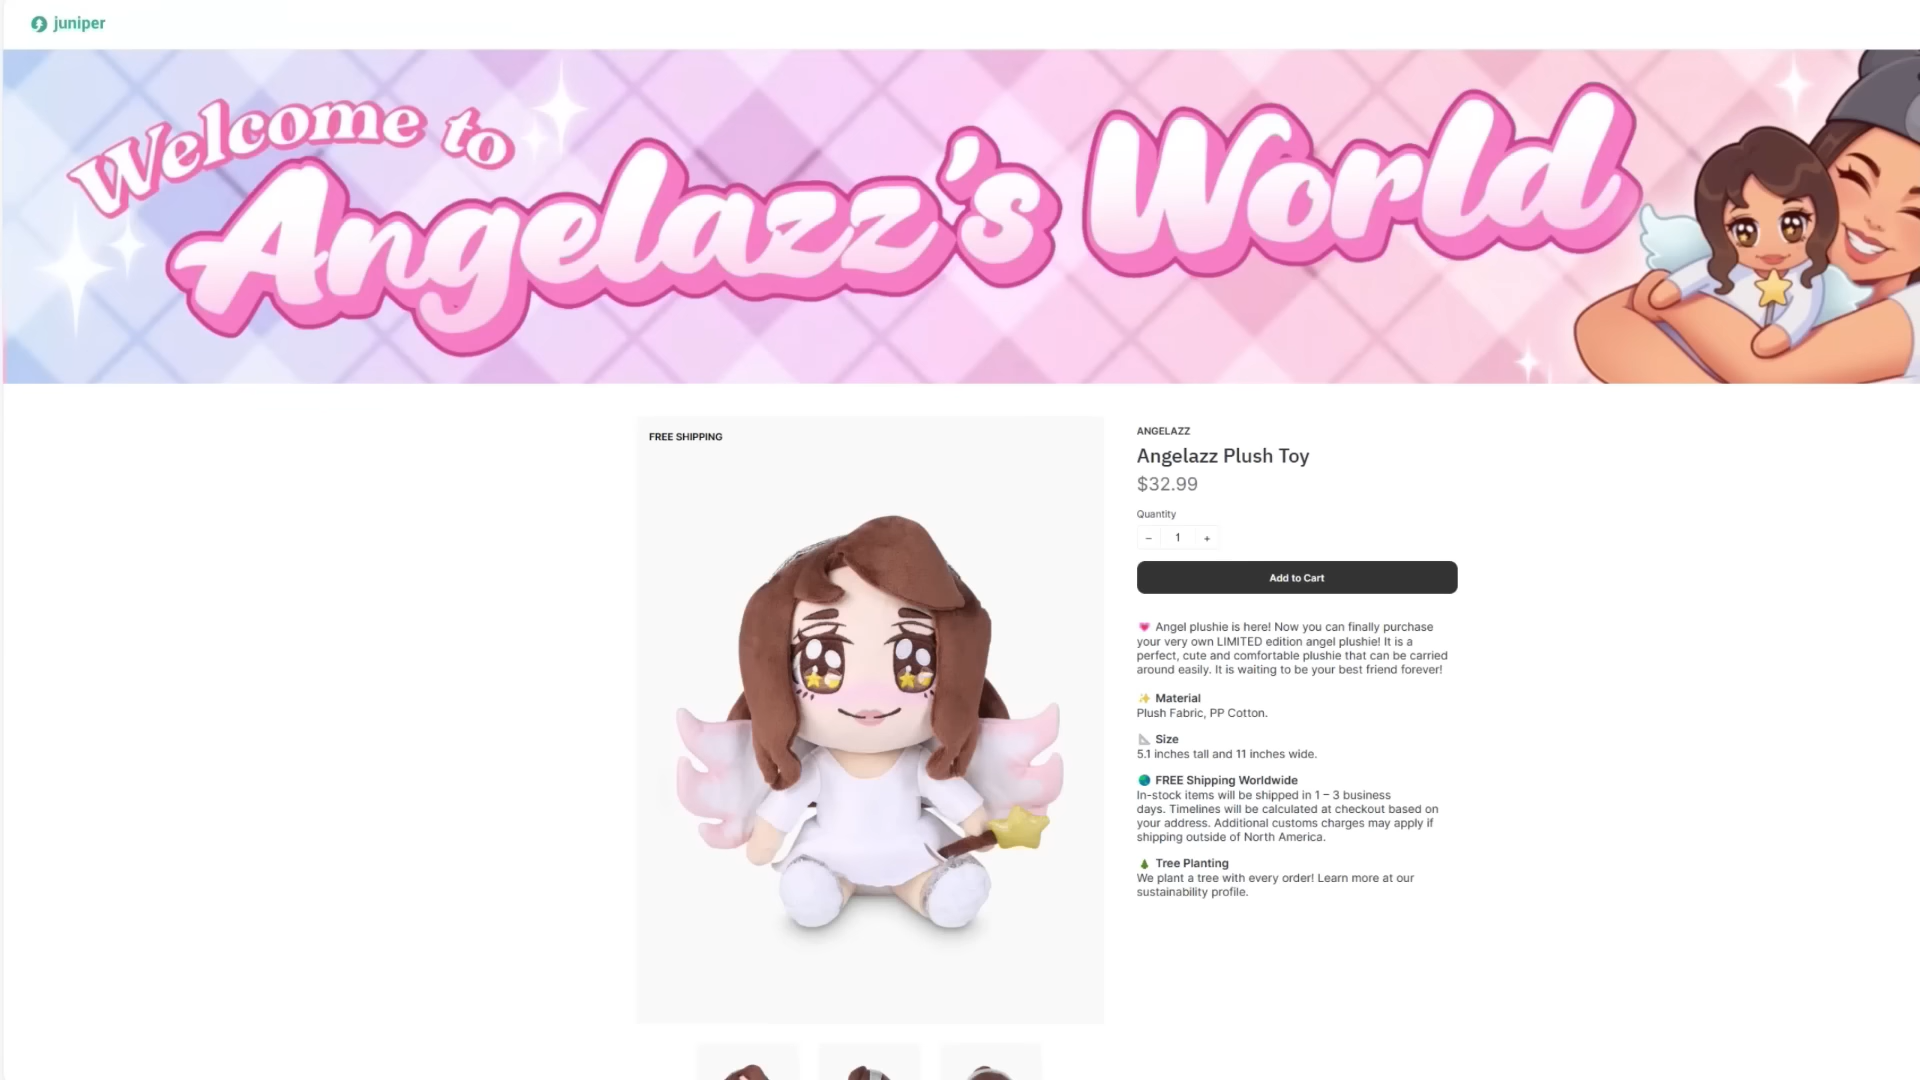 juniper
Welcome to
Angelazz's World
FREE SHIPPING
ANGELAZZ
Angelazz Plush Toy
$32.99
Quantity
− 1 +
Add to Cart
💗 Angel plushie is here! Now you can finally purchase
your very own LIMITED edition angel plushie! It is a
perfect, cute and comfortable plushie that can be carried
around easily. It is waiting to be your best friend forever!
✨ Material
Plush Fabric, PP Cotton.
📐 Size
5.1 inches tall and 11 inches wide.
🌎 FREE Shipping Worldwide
In-stock items will be shipped in 1 – 3 business
days. Timelines will be calculated at checkout based on
your address. Additional customs charges may apply if
shipping outside of North America.
🌲 Tree Planting
We plant a tree with every order! Learn more at our
sustainability profile.